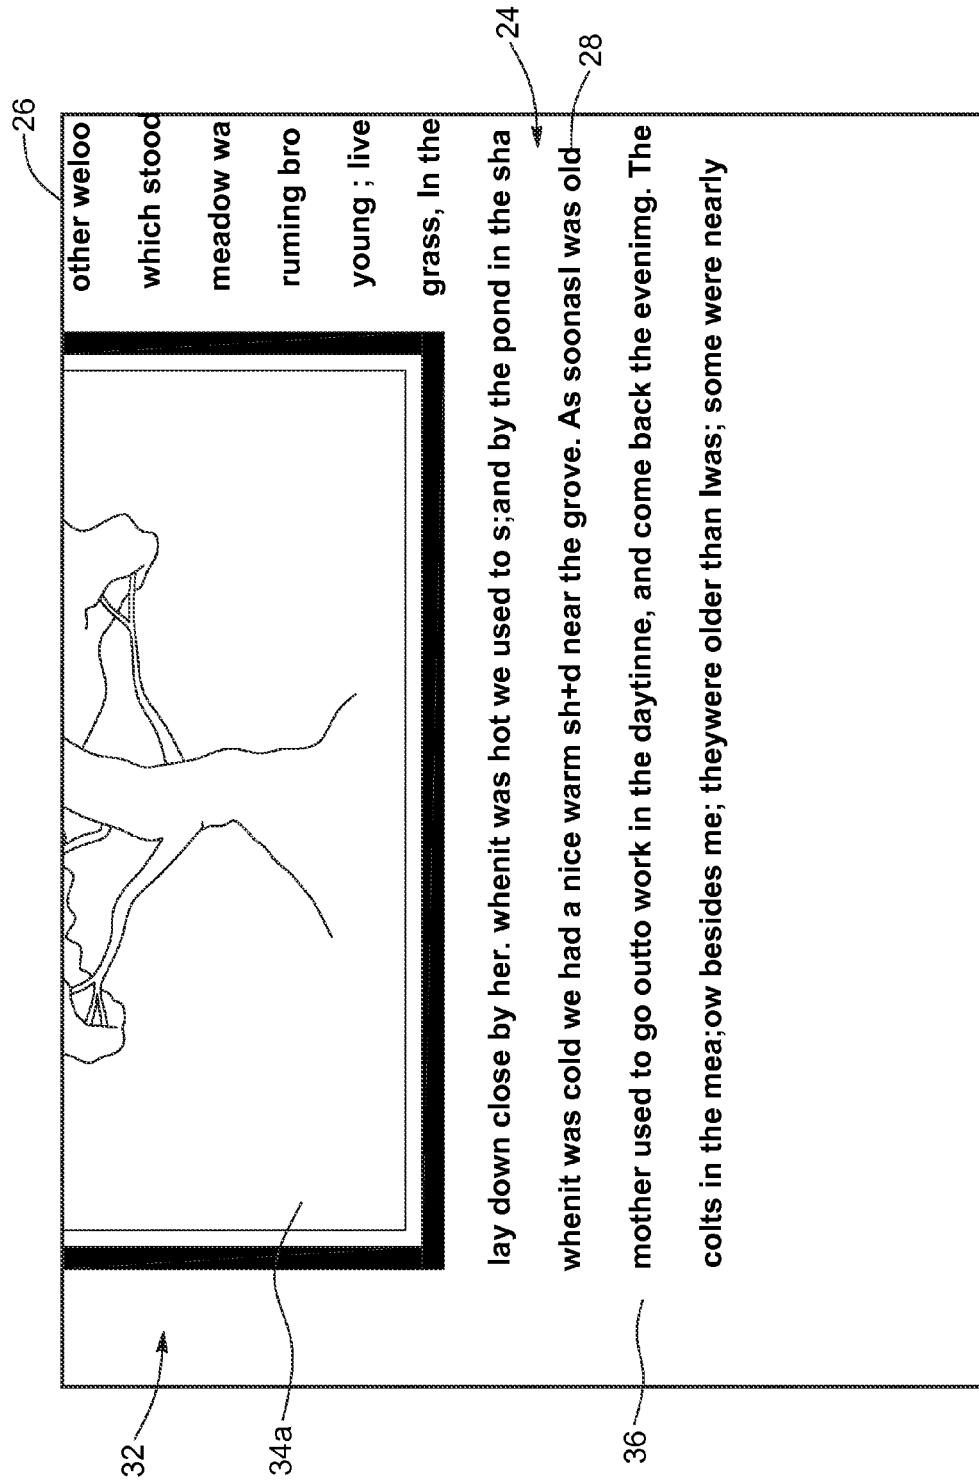 26
other weloo
which stood
meadow wa
ruming bro
young ; live
grass, In the
24
28
lay down close by her. whenit was hot we used to s;and by the pond in the sha
whenit was cold we had a nice warm sh+d near the grove. As soonasI was old
mother used to go outto work in the daytinne, and come back the evenimg. The
colts in the mea;ow besides me; theywere older than Iwas; some were nearly
32
34a
36